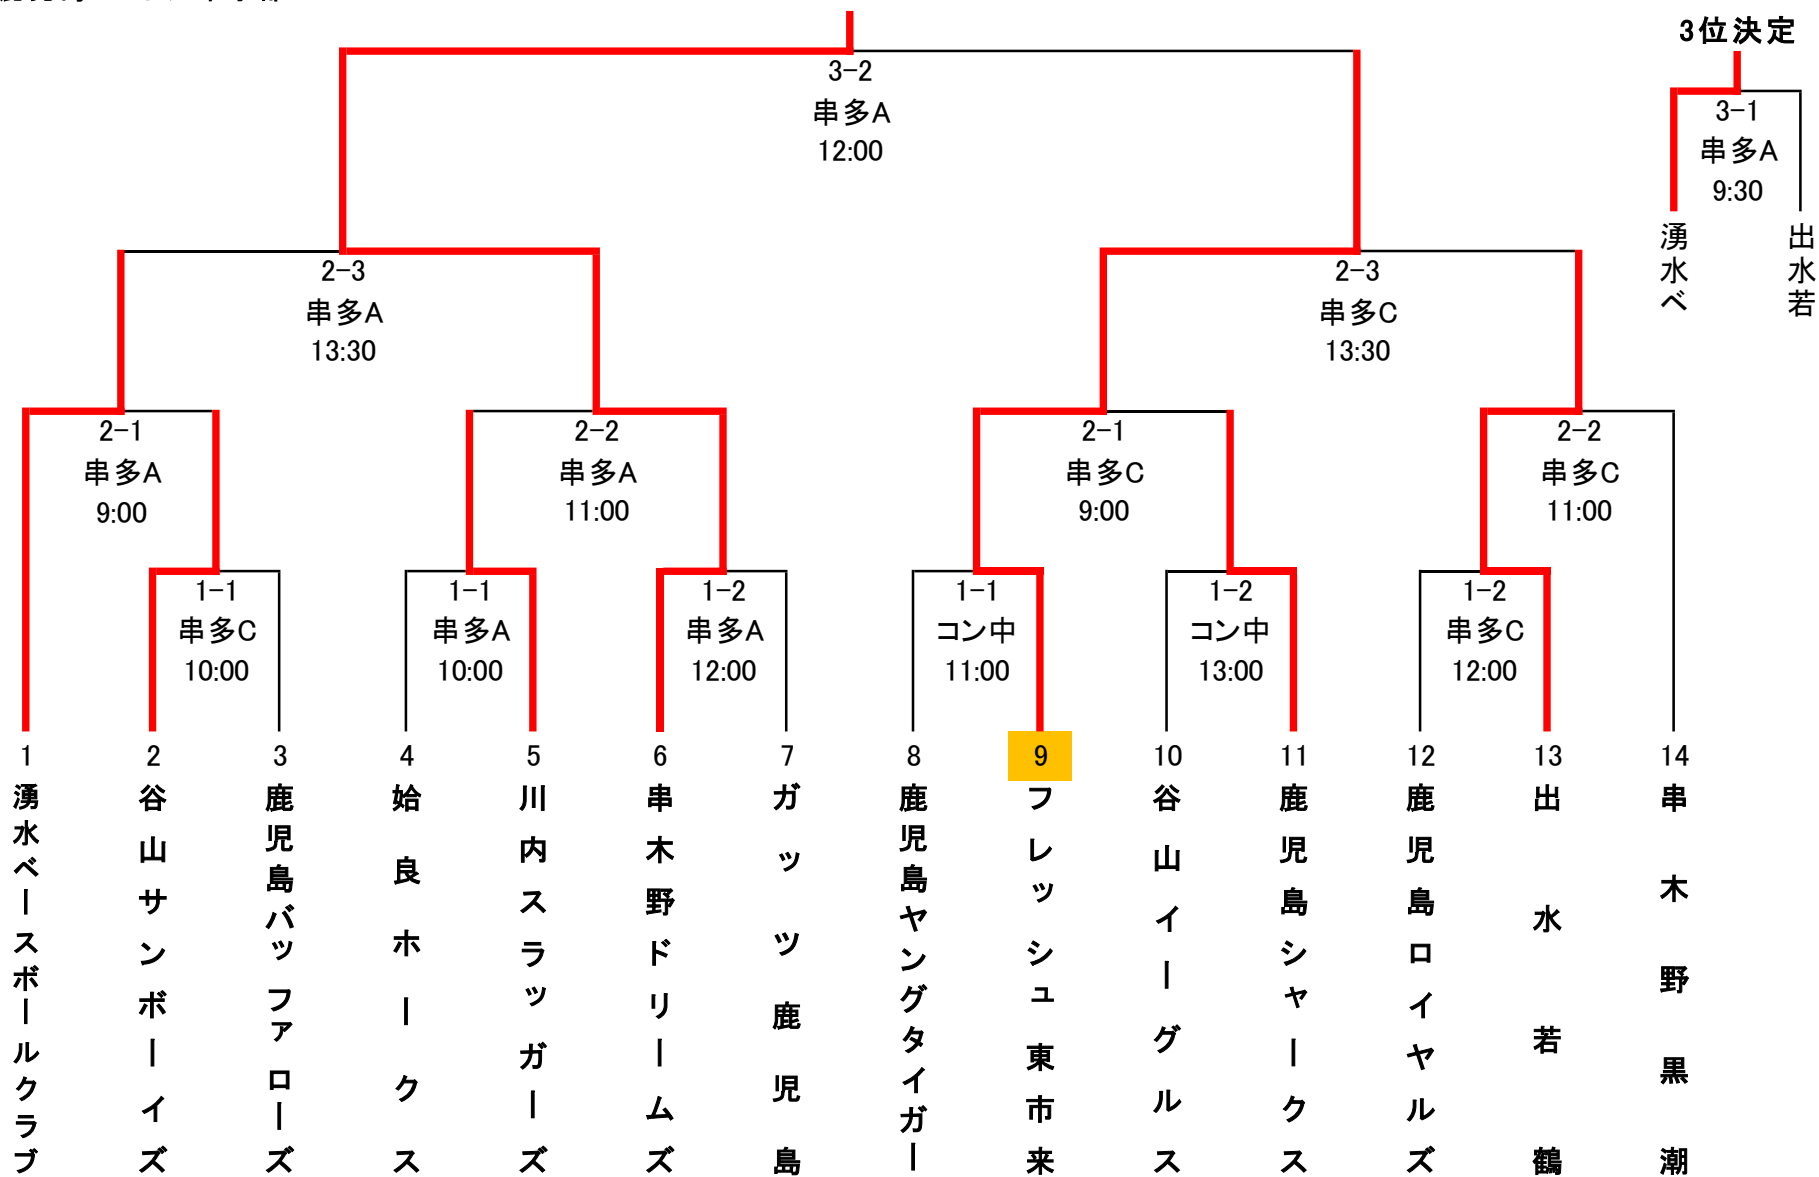 3位決定
3-2
串多A
12:00
3-1
串多A
9:30
湧水ベ
出水若
2-3
串多A
13:30
2-3
串多C
13:30
2-1
串多A
9:00
2-2
串多A
11:00
2-1
串多C
9:00
2-2
串多C
11:00
1-1
串多C
10:00
1-1
串多A
10:00
1-2
串多A
12:00
1-1
コン中
11:00
1-2
コン中
13:00
1-2
串多C
12:00
1
湧水ベースボールクラブ
2
谷山サンボーイズ
3
鹿児島バッファローズ
4
姶良ホークス
5
川内スラッガーズ
6
串木野ドリームズ
7
ガッツ鹿児島
8
鹿児島ヤングタイガー
9
フレッシュ東市来
10
谷山イーグルス
11
鹿児島シャークス
12
鹿児島ロイヤルズ
13
出水若鶴
14
串木野黒潮